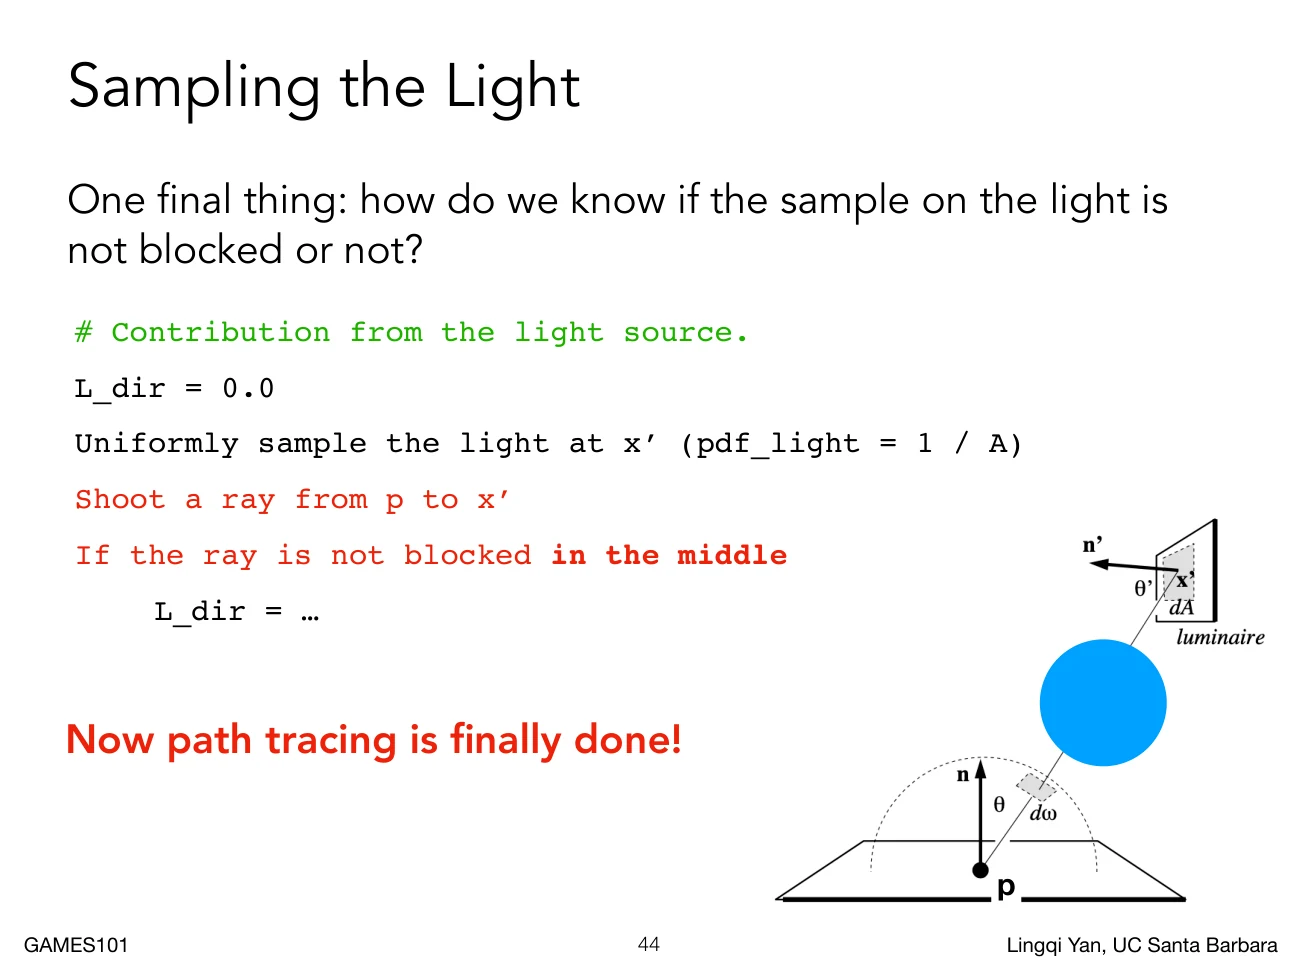 Sampling the Light
One final thing: how do we know if the sample on the light is
not blocked or not?
# Contribution from the light source.
L_dir = 0.0
Uniformly sample the light at x’ (pdf_light = 1 / A)
Shoot a ray from p to x’
If the ray is not blocked in the middle
L_dir = …
n’
θ’
x’
dA
luminaire
Now path tracing is finally done!
n
θ
dω
p
GAMES101
44
Lingqi Yan, UC Santa Barbara